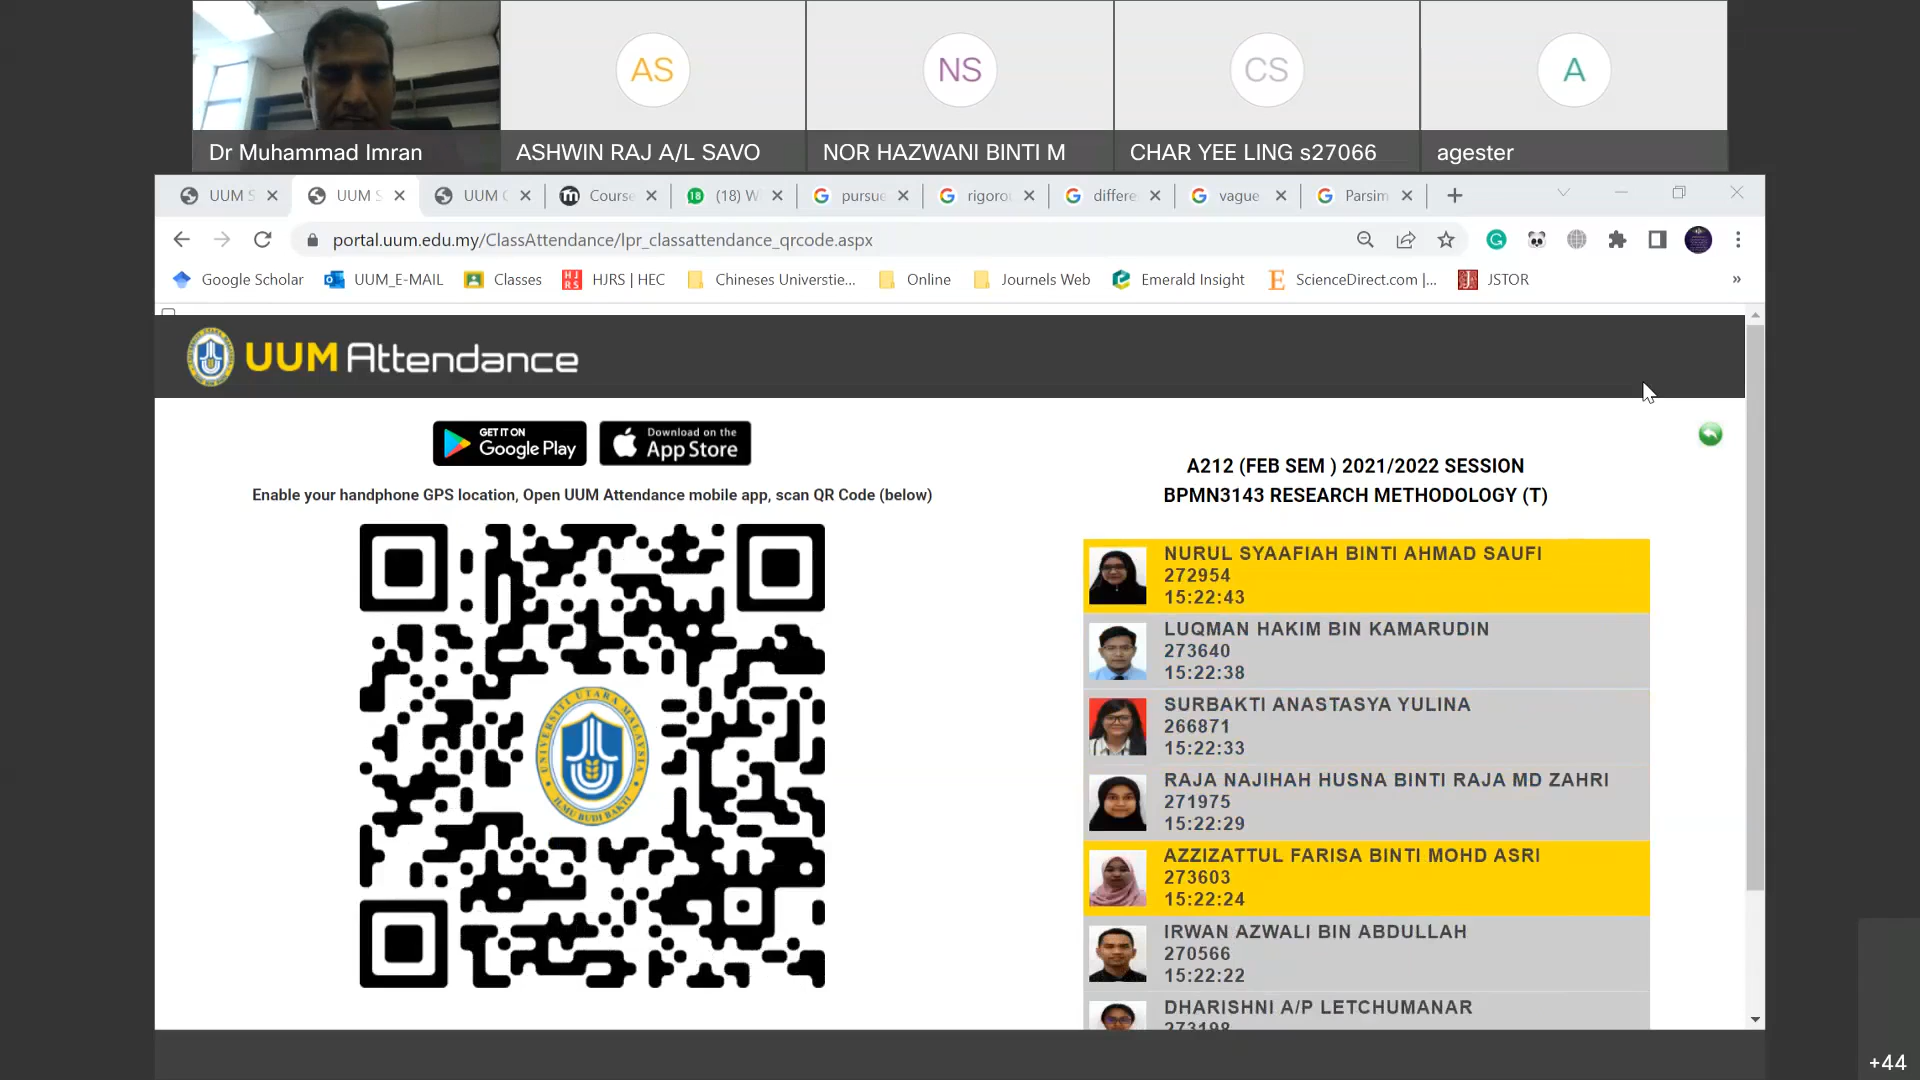 AS
NS
CS
A
Dr Muhammad Imran
ASHWIN RAJ A/L SAVO
NOR HAZWANI BINTI M
CHAR YEE LING s27066
agester
UUM S
UUM S
UUM
Course
(18) W
pursue
rigoro
differe
vague
Parsim
portal.uum.edu.my/ClassAttendance/lpr_classattendance_qrcode.aspx
Google Scholar
UUM_E-MAIL
Classes
HJRS | HEC
Chineses Universtie...
Online
Journels Web
Emerald Insight
ScienceDirect.com |...
JSTOR
»
UUM Attendance
GET IT ON
Google Play
Download on the
App Store
Enable your handphone GPS location, Open UUM Attendance mobile app, scan QR Code (below)
UNIVERSITI UTARA MALAYSIA
ILMU BUDI BAKTI
A212 (FEB SEM ) 2021/2022 SESSION
BPMN3143 RESEARCH METHODOLOGY (T)
NURUL SYAAFIAH BINTI AHMAD SAUFI
272954
15:22:43
LUQMAN HAKIM BIN KAMARUDIN
273640
15:22:38
SURBAKTI ANASTASYA YULINA
266871
15:22:33
RAJA NAJIHAH HUSNA BINTI RAJA MD ZAHRI
271975
15:22:29
AZZIZATTUL FARISA BINTI MOHD ASRI
273603
15:22:24
IRWAN AZWALI BIN ABDULLAH
270566
15:22:22
DHARISHNI A/P LETCHUMANAR
273198
+44